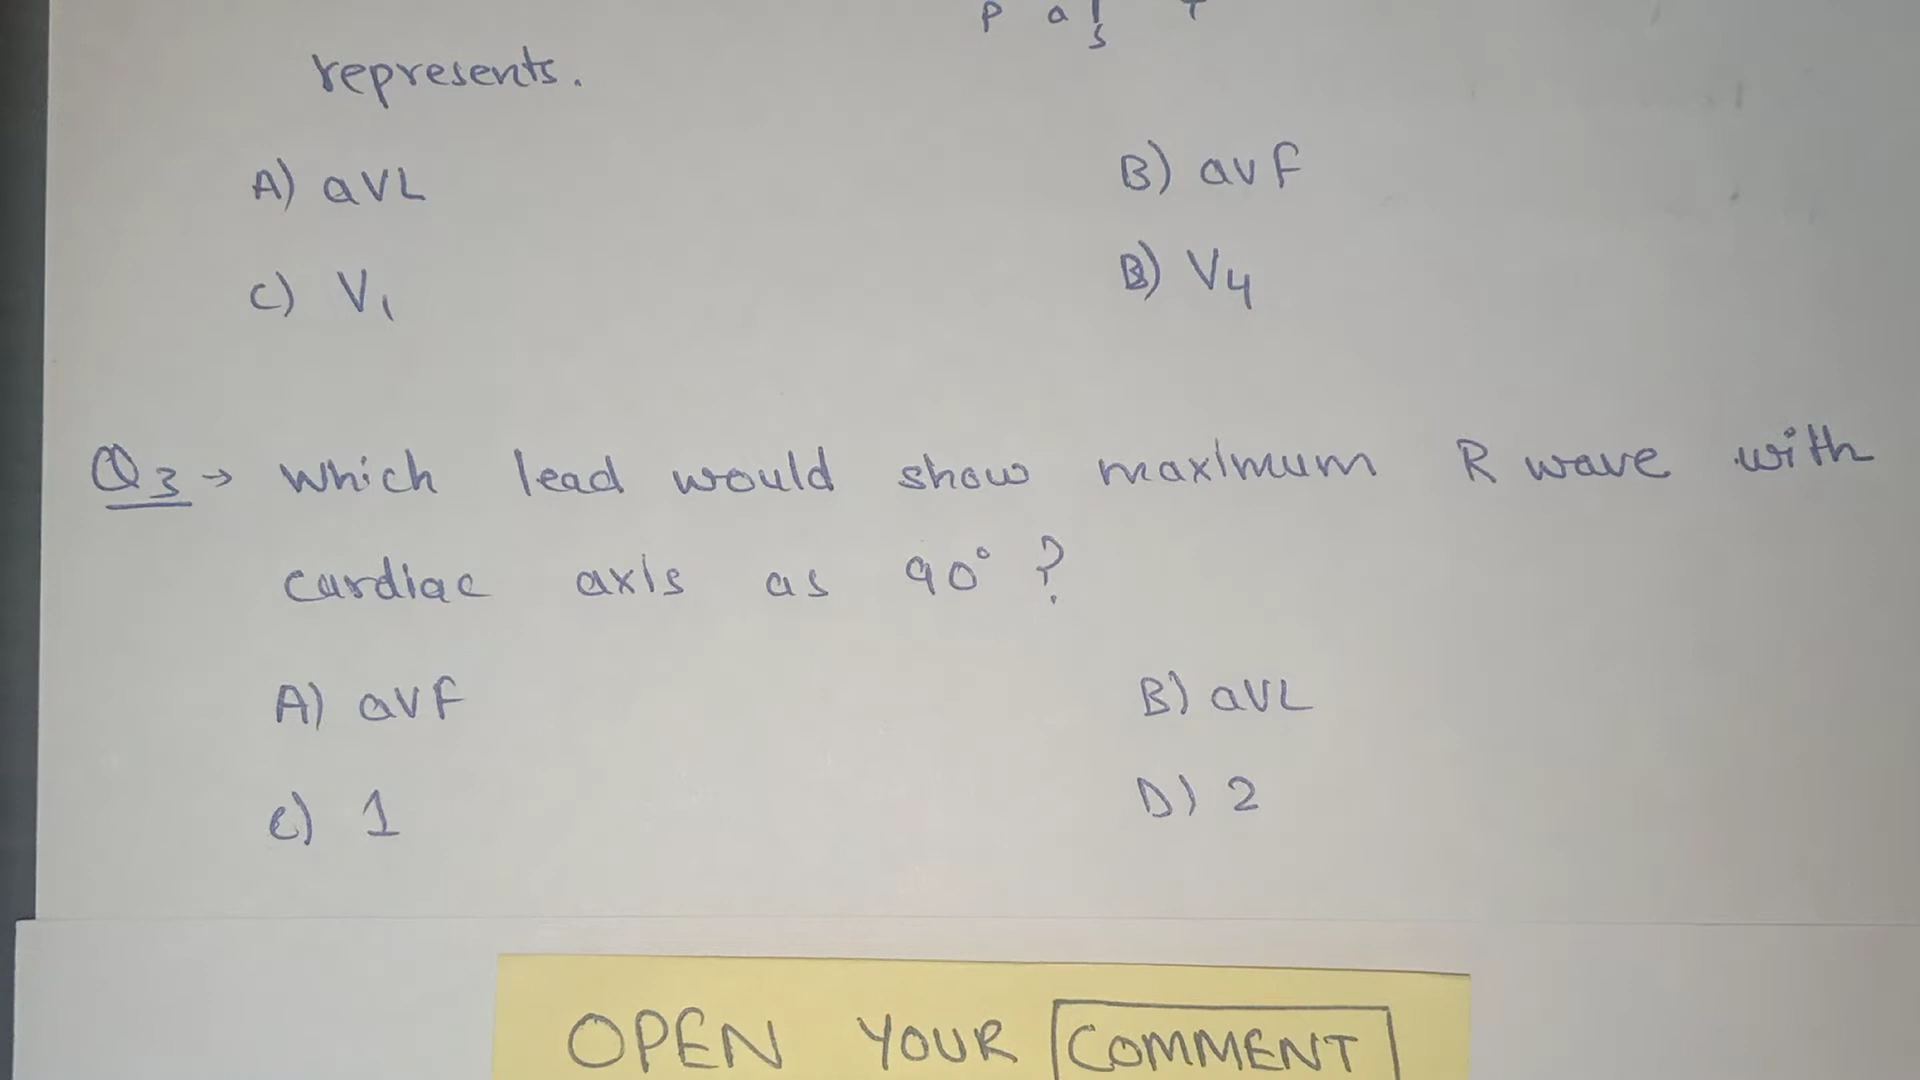 P
represents.
A) aVL
B) avf
C) V1
B) V4
Q3→ Which lead would show maximum R wave with
cardiac axis as 90° ?
A) avf
B) aVL
C) 1
D) 2
OPEN YOUR COMMENT